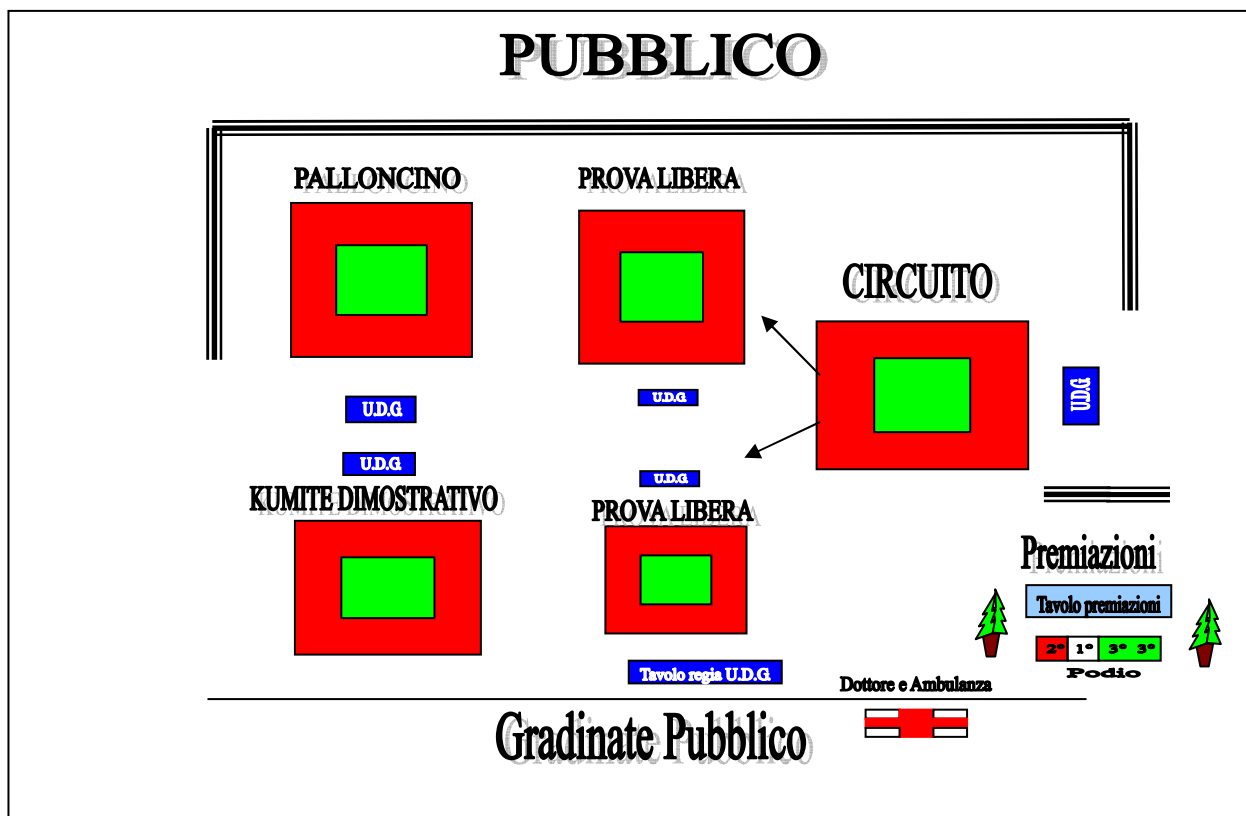 PUBBLICO
PALLONCINO
PROVA LIBERA
CIRCUITO
U.D.G.
U.D.G.
U.D.G.
U.D.G.
U.D.G.
KUMITE DIMOSTRATIVO
PROVA LIBERA
Premiazioni
Tavolo premiazioni
2° 1° 3° 3°
Podio
Tavolo regia U.D.G.
Dottore e Ambulanza
Gradinate Pubblico